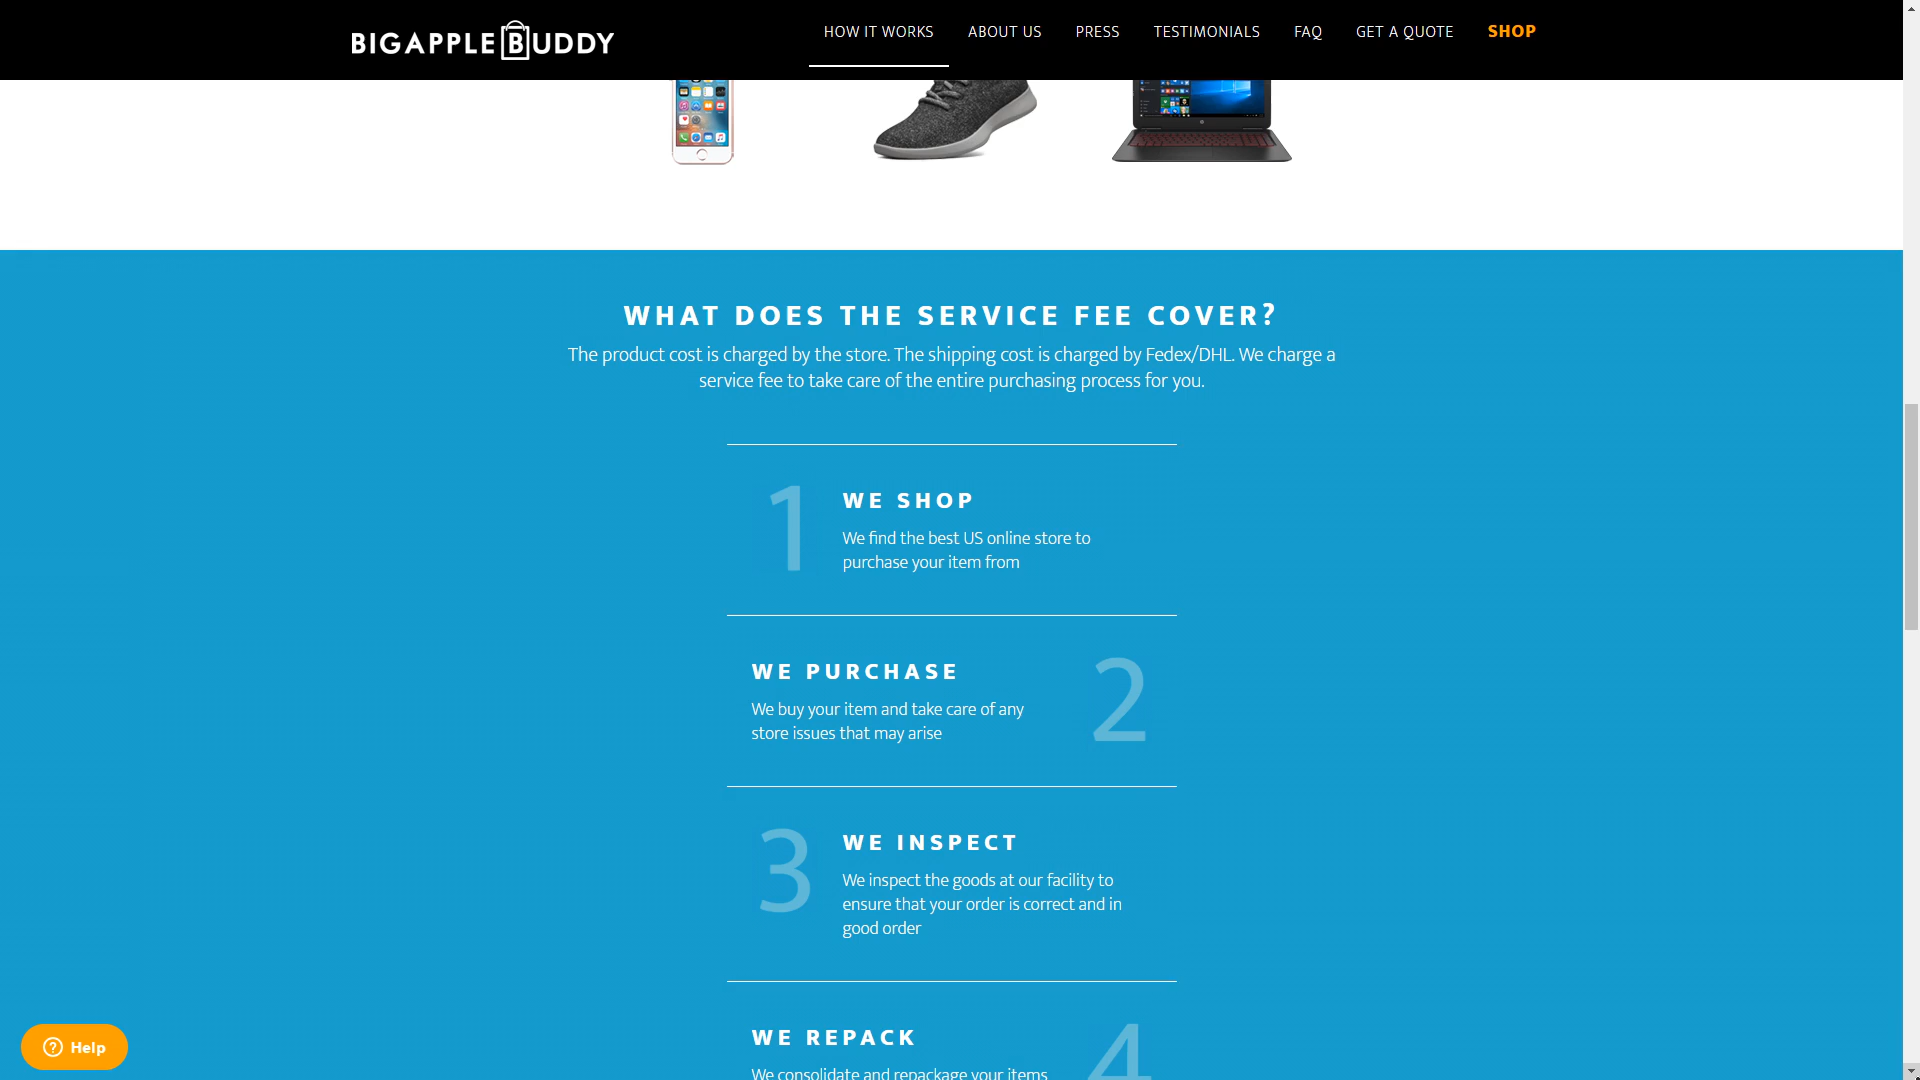 BIGAPPLEBUDDY
HOW IT WORKS
ABOUT US
PRESS
TESTIMONIALS
FAQ
GET A QUOTE
SHOP
WHAT DOES THE SERVICE FEE COVER?
The product cost is charged by the store. The shipping cost is charged by Fedex/DHL. We charge a
service fee to take care of the entire purchasing process for you.
1
WE SHOP
We find the best US online store to
purchase your item from
WE PURCHASE
We buy your item and take care of any
store issues that may arise
2
3
WE INSPECT
We inspect the goods at our facility to
ensure that your order is correct and in
good order
WE REPACK
We consolidate and repackage your items
4
Help